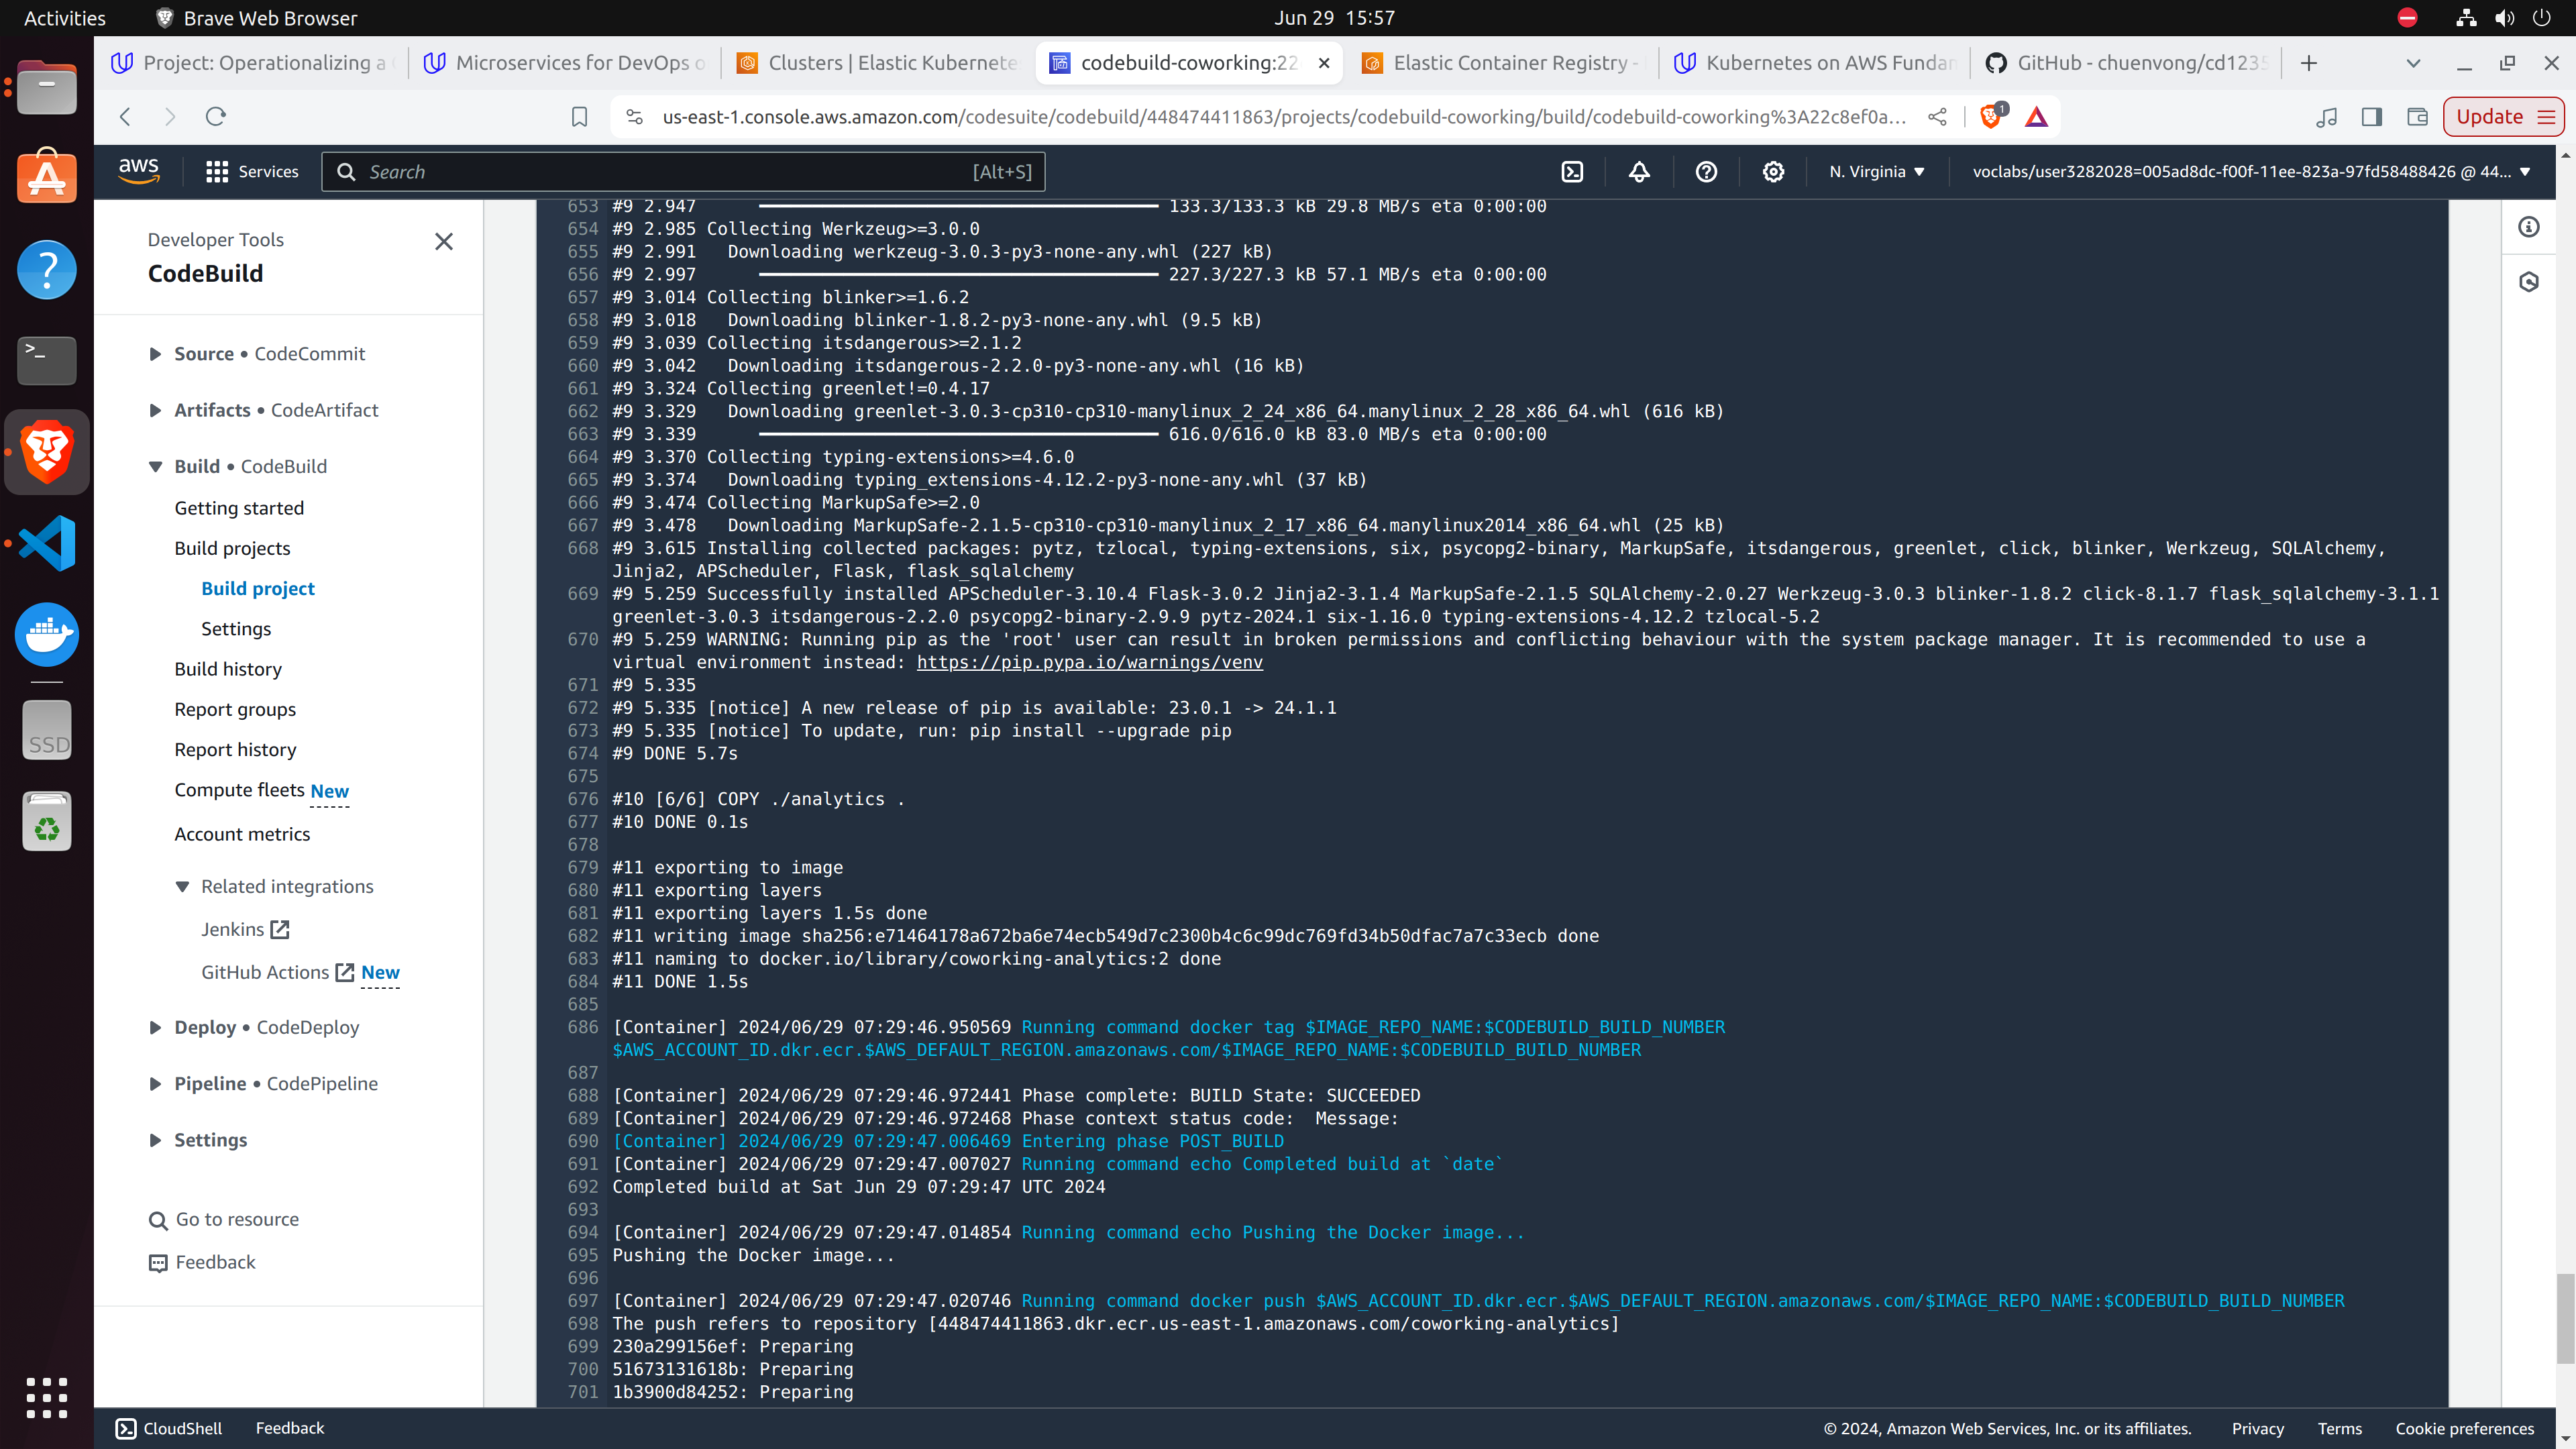 Activities
Brave Web Browser
Jun 29 15:57
Project: Operationalizing a
Microservices for DevOps
Clusters | Elastic Kubernete
codebuild-coworking:22
Elastic Container Registry -
Kubernetes on AWS Fundam
GitHub - chuenvong/cd1235
us-east-1.console.aws.amazon.com/codesuite/codebuild/448474411863/projects/codebuild-coworking/build/codebuild-coworking%3A22c8ef0a...
1
Update
aws
Services
Search
[Alt+S]
N. Virginia
voclabs/user3282028=005ad8dc-f00f-11ee-823a-97fd58488426 @ 44...
Developer Tools
CodeBuild
Source • CodeCommit
Artifacts • CodeArtifact
Build • CodeBuild
Getting started
Build projects
Build project
Settings
Build history
Report groups
Report history
Compute fleets New
Account metrics
Related integrations
Jenkins
GitHub Actions New
Deploy • CodeDeploy
Pipeline • CodePipeline
Settings
Go to resource
Feedback
SSD
653 #9 2.947 133.3/133.3 kB 29.8 MB/s eta 0:00:00
654 #9 2.985 Collecting Werkzeug>=3.0.0
655 #9 2.991 Downloading werkzeug-3.0.3-py3-none-any.whl (227 kB)
656 #9 2.997 227.3/227.3 kB 57.1 MB/s eta 0:00:00
657 #9 3.014 Collecting blinker>=1.6.2
658 #9 3.018 Downloading blinker-1.8.2-py3-none-any.whl (9.5 kB)
659 #9 3.039 Collecting itsdangerous>=2.1.2
660 #9 3.042 Downloading itsdangerous-2.2.0-py3-none-any.whl (16 kB)
661 #9 3.324 Collecting greenlet!=0.4.17
662 #9 3.329 Downloading greenlet-3.0.3-cp310-cp310-manylinux_2_24_x86_64.manylinux_2_28_x86_64.whl (616 kB)
663 #9 3.339 616.0/616.0 kB 83.0 MB/s eta 0:00:00
664 #9 3.370 Collecting typing-extensions>=4.6.0
665 #9 3.374 Downloading typing_extensions-4.12.2-py3-none-any.whl (37 kB)
666 #9 3.474 Collecting MarkupSafe>=2.0
667 #9 3.478 Downloading MarkupSafe-2.1.5-cp310-cp310-manylinux_2_17_x86_64.manylinux2014_x86_64.whl (25 kB)
668 #9 3.615 Installing collected packages: pytz, tzlocal, typing-extensions, six, psycopg2-binary, MarkupSafe, itsdangerous, greenlet, click, blinker, Werkzeug, SQLAlchemy,
Jinja2, APScheduler, Flask, flask_sqlalchemy
669 #9 5.259 Successfully installed APScheduler-3.10.4 Flask-3.0.2 Jinja2-3.1.4 MarkupSafe-2.1.5 SQLAlchemy-2.0.27 Werkzeug-3.0.3 blinker-1.8.2 click-8.1.7 flask_sqlalchemy-3.1.1
greenlet-3.0.3 itsdangerous-2.2.0 psycopg2-binary-2.9.9 pytz-2024.1 six-1.16.0 typing-extensions-4.12.2 tzlocal-5.2
670 #9 5.259 WARNING: Running pip as the 'root' user can result in broken permissions and conflicting behaviour with the system package manager. It is recommended to use a
virtual environment instead: https://pip.pypa.io/warnings/venv
671 #9 5.335
672 #9 5.335 [notice] A new release of pip is available: 23.0.1 -> 24.1.1
673 #9 5.335 [notice] To update, run: pip install --upgrade pip
674 #9 DONE 5.7s
675
676 #10 [6/6] COPY ./analytics .
677 #10 DONE 0.1s
678
679 #11 exporting to image
680 #11 exporting layers
681 #11 exporting layers 1.5s done
682 #11 writing image sha256:e71464178a672ba6e74ecb549d7c2300b4c6c99dc769fd34b50dfac7a7c33ecb done
683 #11 naming to docker.io/library/coworking-analytics:2 done
684 #11 DONE 1.5s
685
686 [Container] 2024/06/29 07:29:46.950569 Running command docker tag $IMAGE_REPO_NAME:$CODEBUILD_BUILD_NUMBER
$AWS_ACCOUNT_ID.dkr.ecr.$AWS_DEFAULT_REGION.amazonaws.com/$IMAGE_REPO_NAME:$CODEBUILD_BUILD_NUMBER
687
688 [Container] 2024/06/29 07:29:46.972441 Phase complete: BUILD State: SUCCEEDED
689 [Container] 2024/06/29 07:29:46.972468 Phase context status code: Message:
690 [Container] 2024/06/29 07:29:47.006469 Entering phase POST_BUILD
691 [Container] 2024/06/29 07:29:47.007027 Running command echo Completed build at `date`
692 Completed build at Sat Jun 29 07:29:47 UTC 2024
693
694 [Container] 2024/06/29 07:29:47.014854 Running command echo Pushing the Docker image...
695 Pushing the Docker image...
696
697 [Container] 2024/06/29 07:29:47.020746 Running command docker push $AWS_ACCOUNT_ID.dkr.ecr.$AWS_DEFAULT_REGION.amazonaws.com/$IMAGE_REPO_NAME:$CODEBUILD_BUILD_NUMBER
698 The push refers to repository [448474411863.dkr.ecr.us-east-1.amazonaws.com/coworking-analytics]
699 230a299156ef: Preparing
700 51673131618b: Preparing
701 1b3900d84252: Preparing
CloudShell
Feedback
© 2024, Amazon Web Services, Inc. or its affiliates.
Privacy
Terms
Cookie preferences